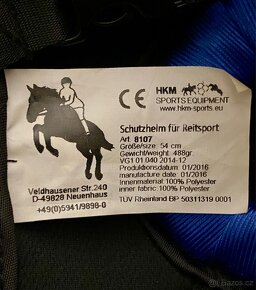 CE HKM
SPORTS EQUIPMENT
www.hkm-sports.eu
Schutzhelm für Reitsport
Art. 8107
Größe/size: 54 cm
Gewicht/weight: 488gr.
VG1 01.040 2014-12
Produktionsdatum: 01/2016
manufacture date: 01/2016
Innenmaterial: 100% Polyester
inner fabric: 100% Polyester
TÜV Rheinland BP 50311319 0001
Veldhausener Str.240
D-49828 Neuenhaus
+49(0)5941/9898-0